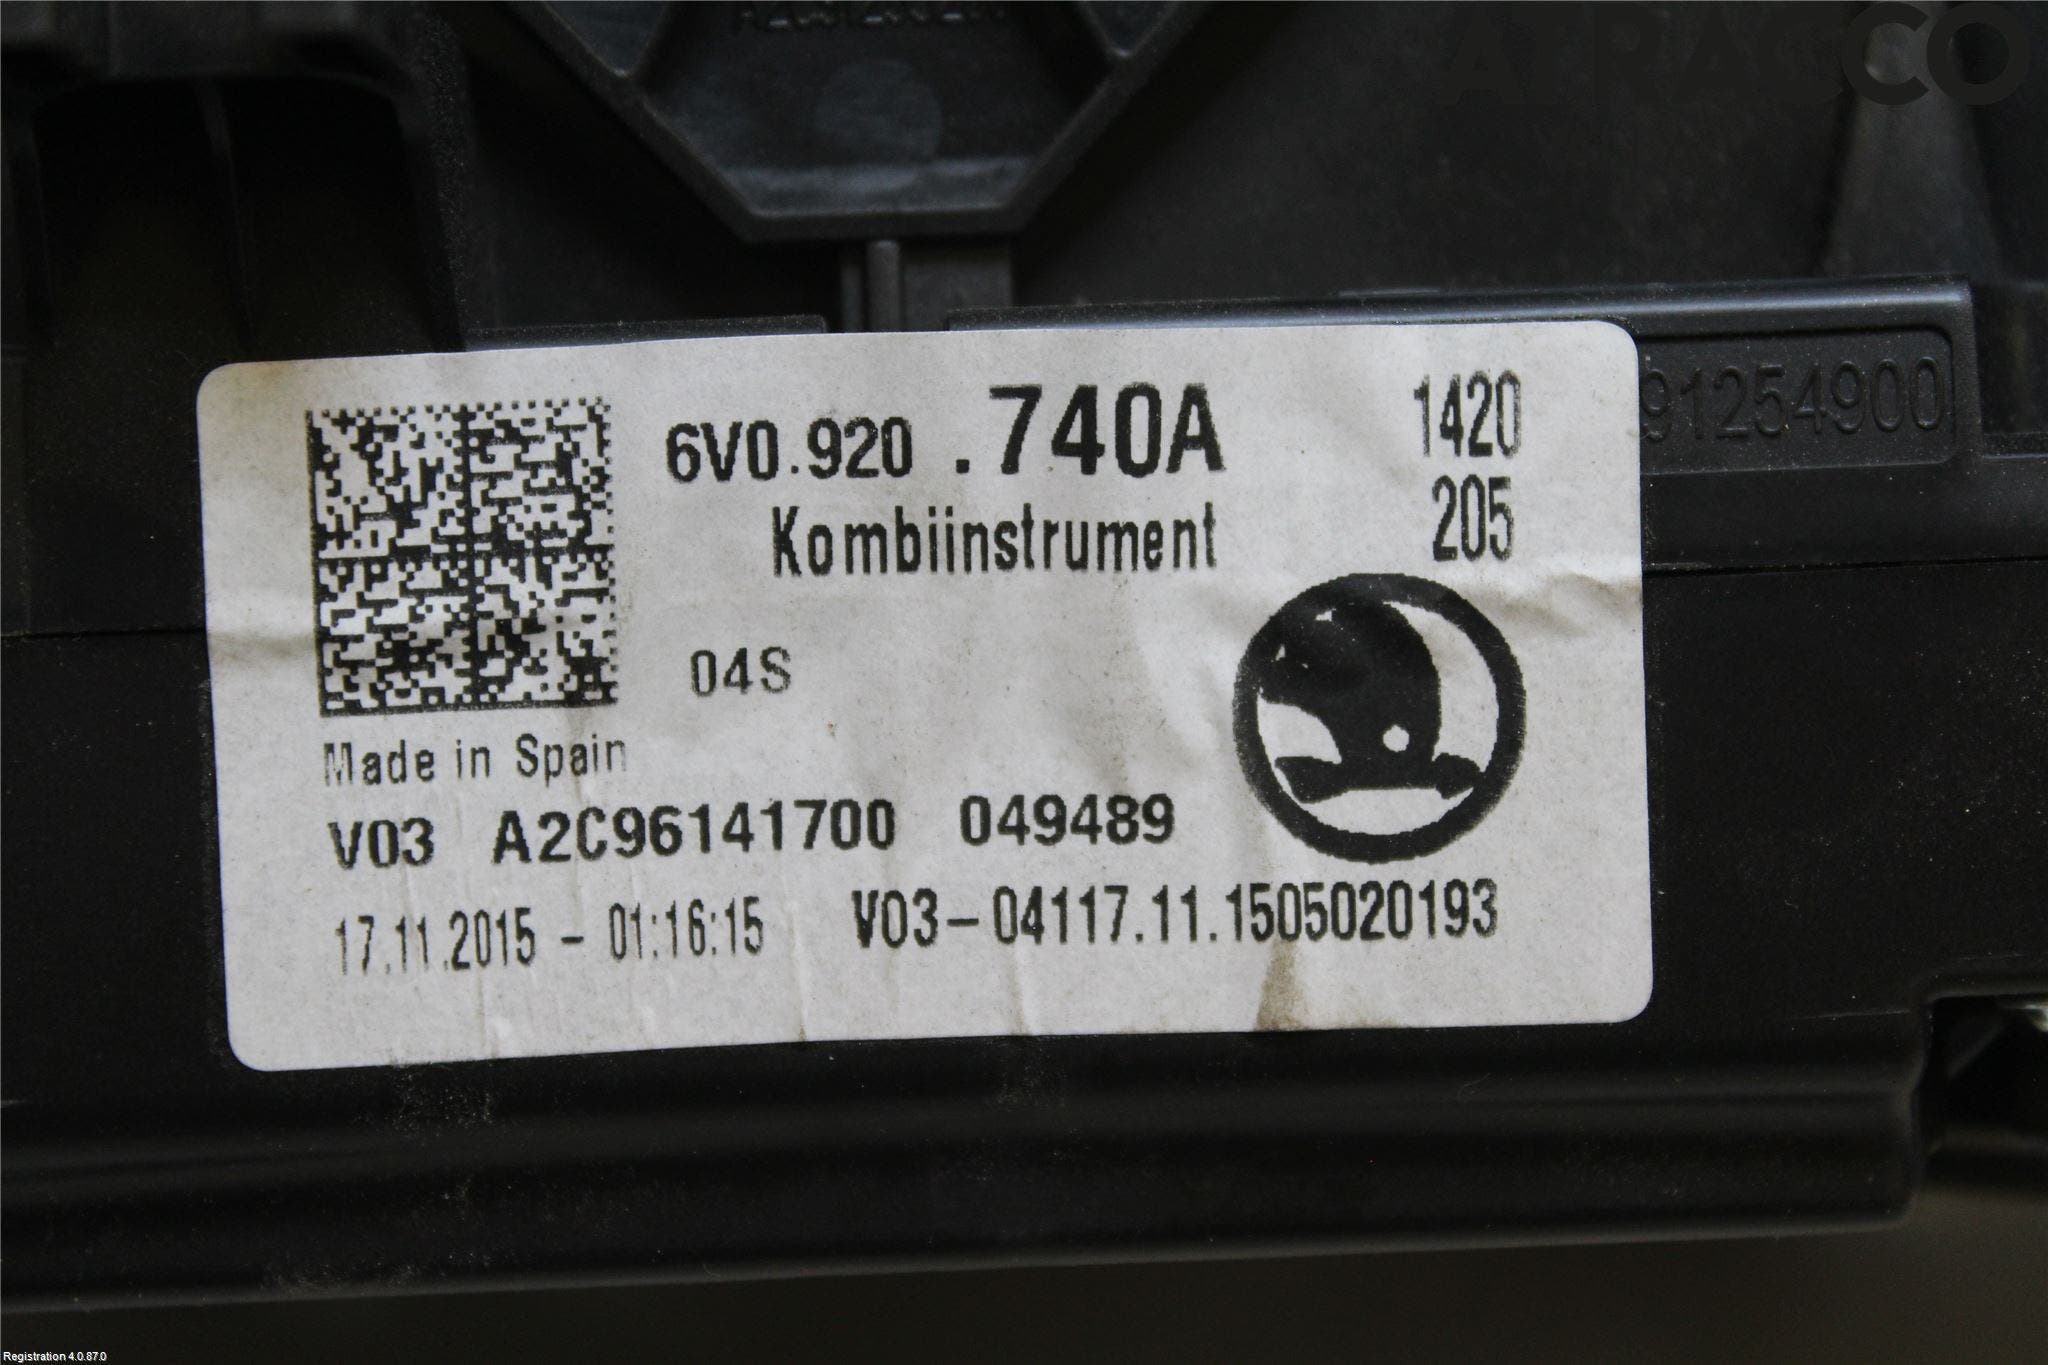 ATRACCO
91254900
6V0.920 .740A 1420
Kombiinstrument 205
04S
Made in Spain
V03 A2C96141700 049489
17.11.2015 - 01:16:15 V03-04117.11.1505020193
Registration 4.0.87.0